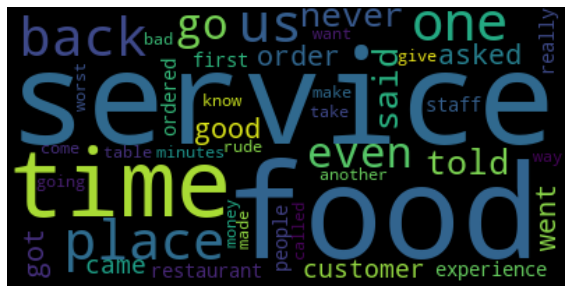 back go us never one
bad want
first order give asked really
worst ordered said
service
know make take staff
good
come table minutes rude even told way
time another
going food
place money made people called went
got came restaurant customer experience